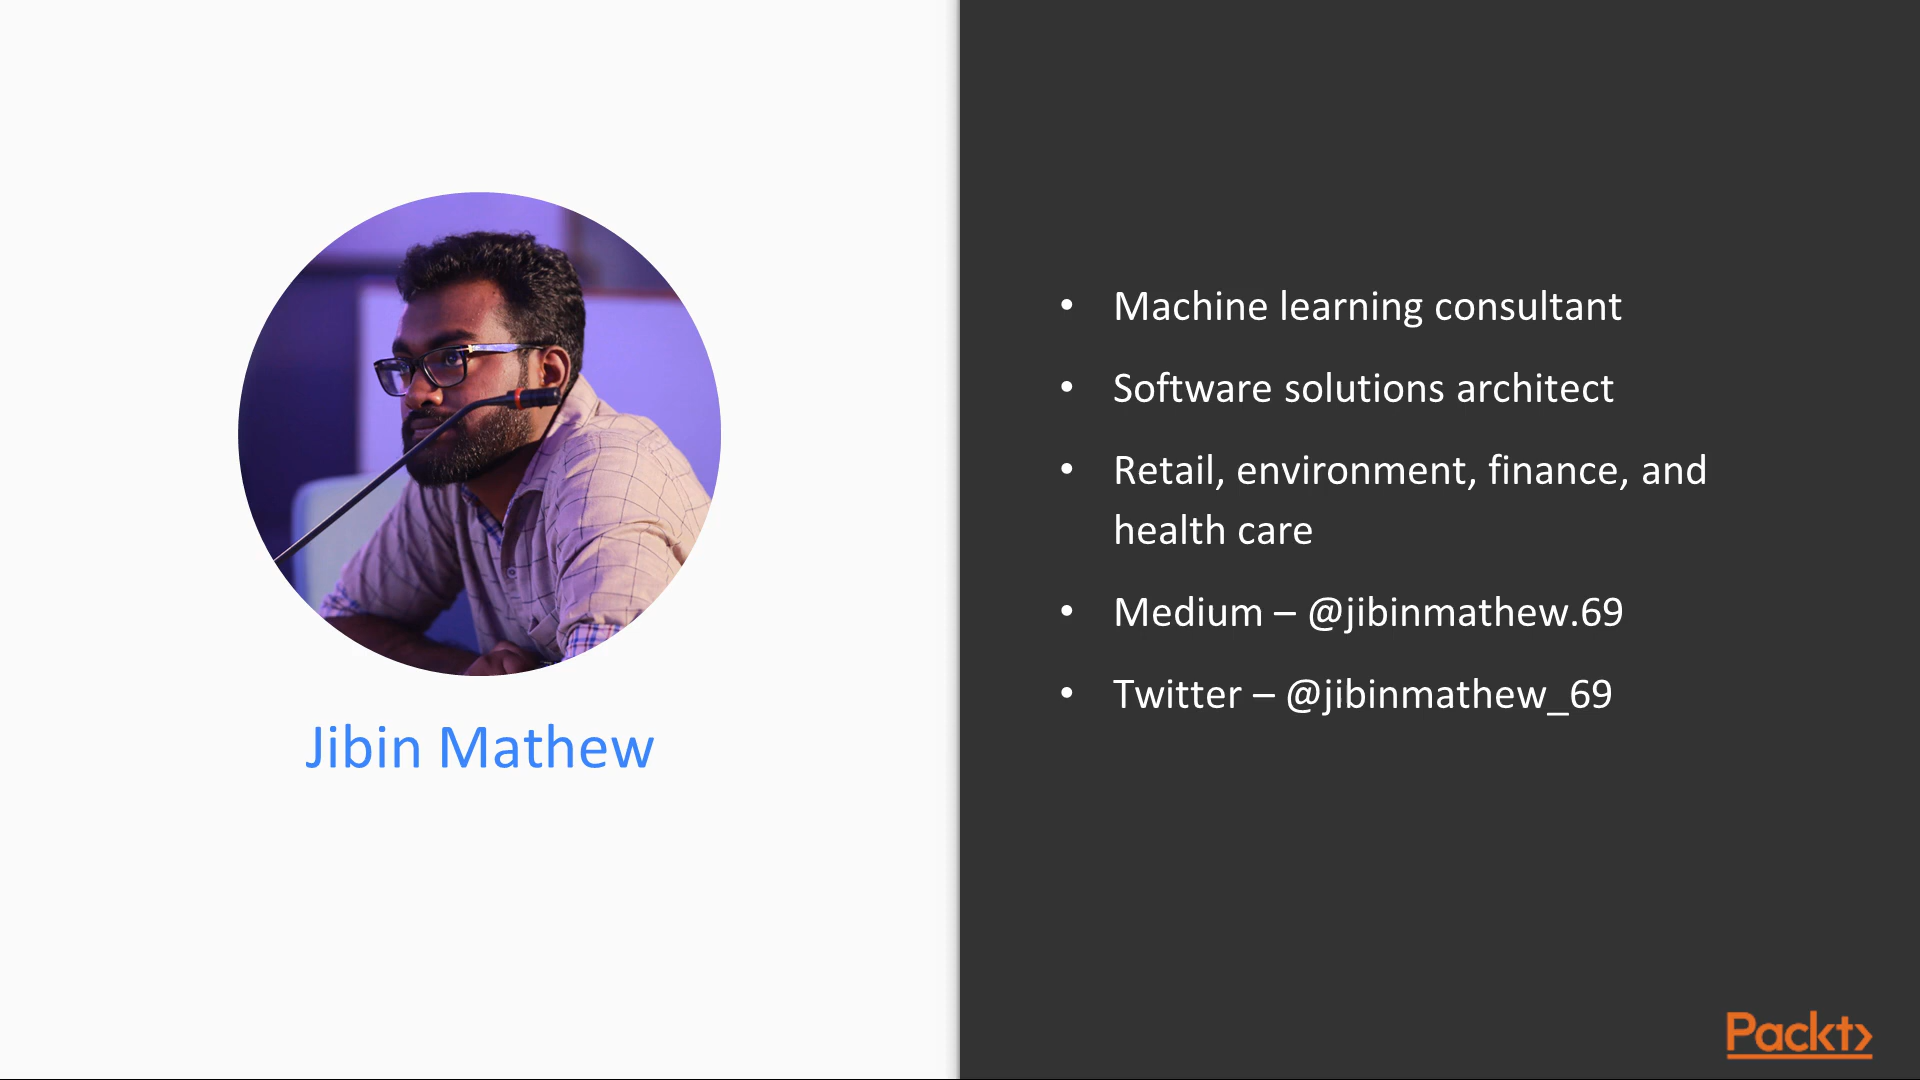 Jibin Mathew
• Machine learning consultant
• Software solutions architect
• Retail, environment, finance, and
health care
• Medium – @jibinmathew.69
• Twitter – @jibinmathew_69
Packt>